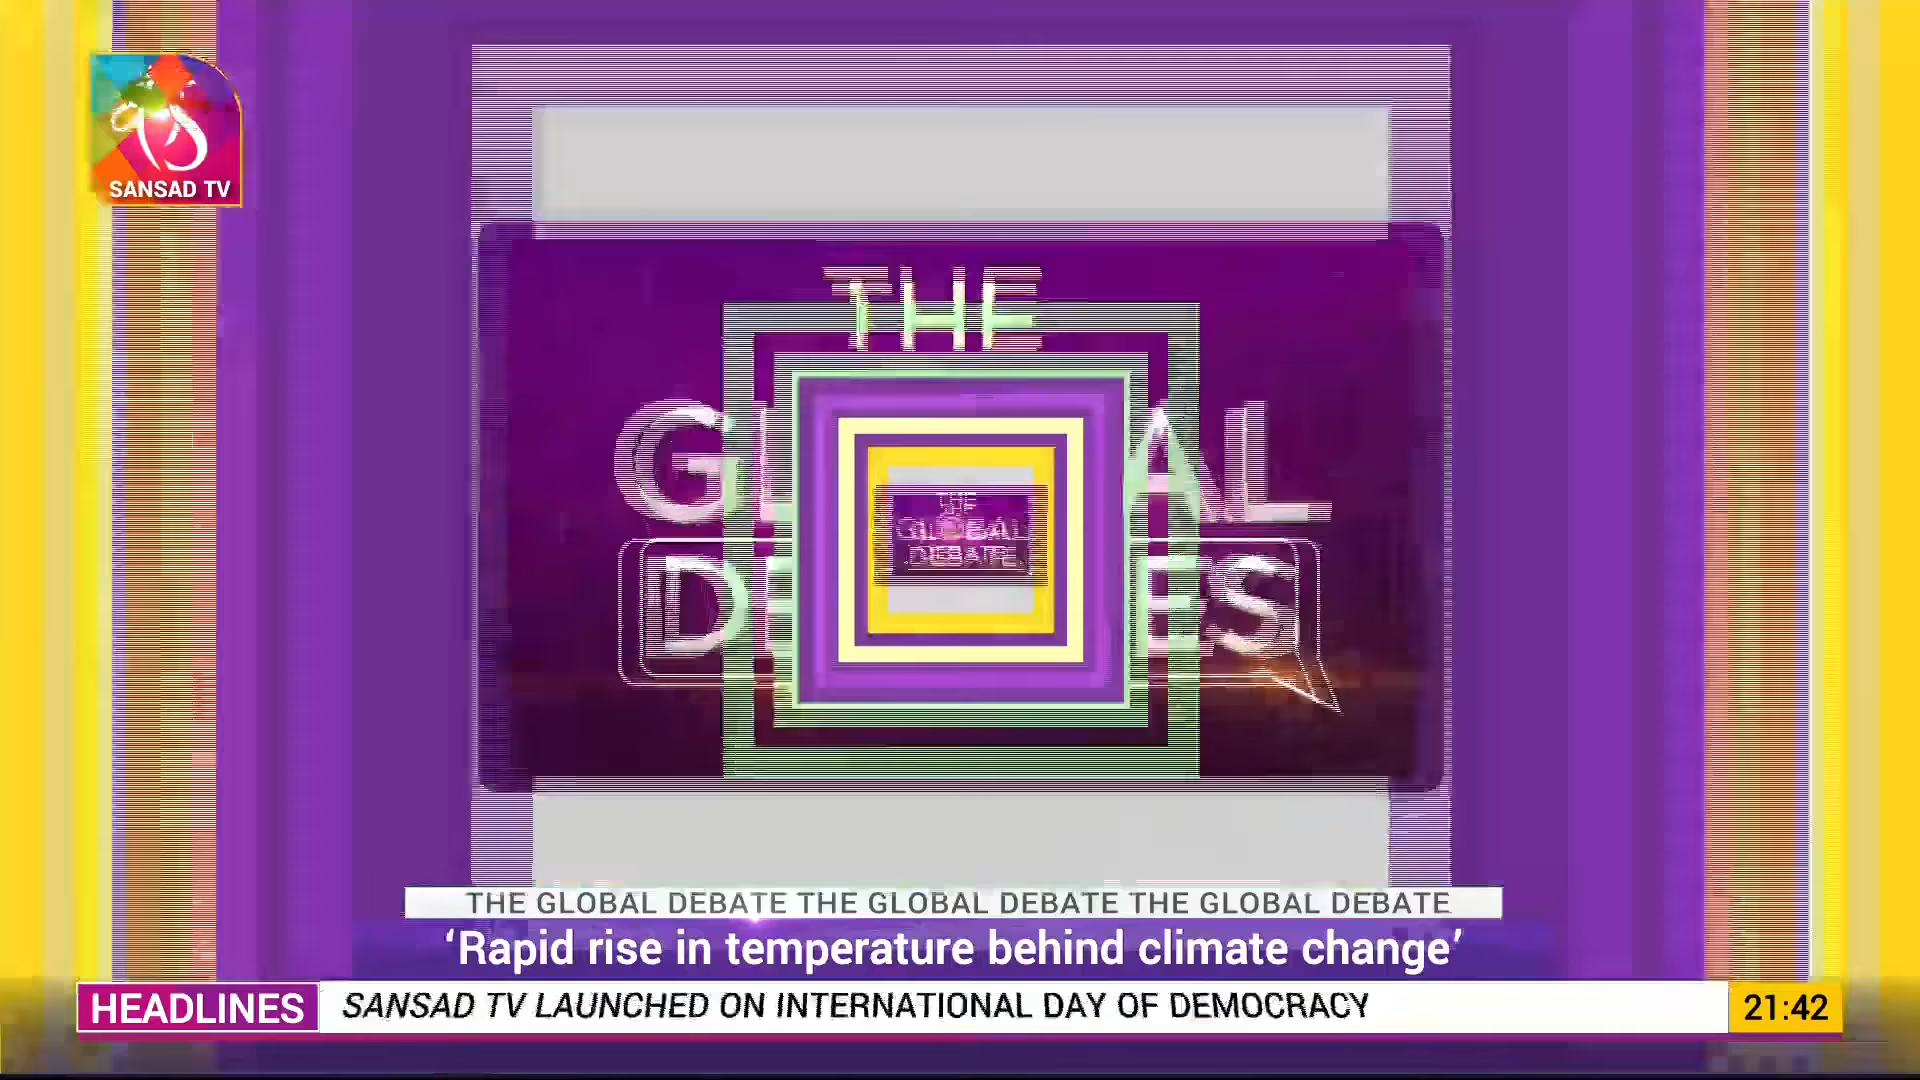 SANSAD TV
THE
THE
GLOBAL
DEBATE
THE GLOBAL DEBATE THE GLOBAL DEBATE THE GLOBAL DEBATE
‘Rapid rise in temperature behind climate change’
HEADLINES
SANSAD TV LAUNCHED ON INTERNATIONAL DAY OF DEMOCRACY
21:42